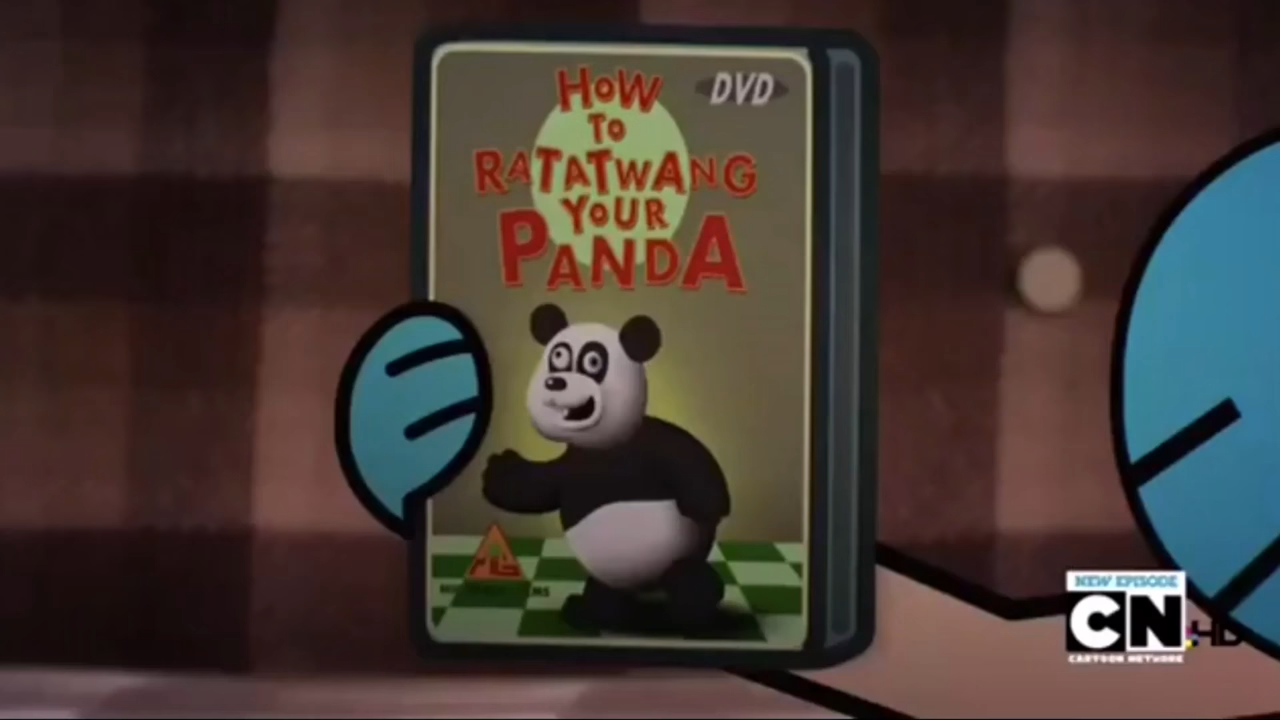 HOW
TO
RATATWANG
YOUR
PANDA
DVD
NEW EPISODE
CN
CARTOON NETWORK
HD